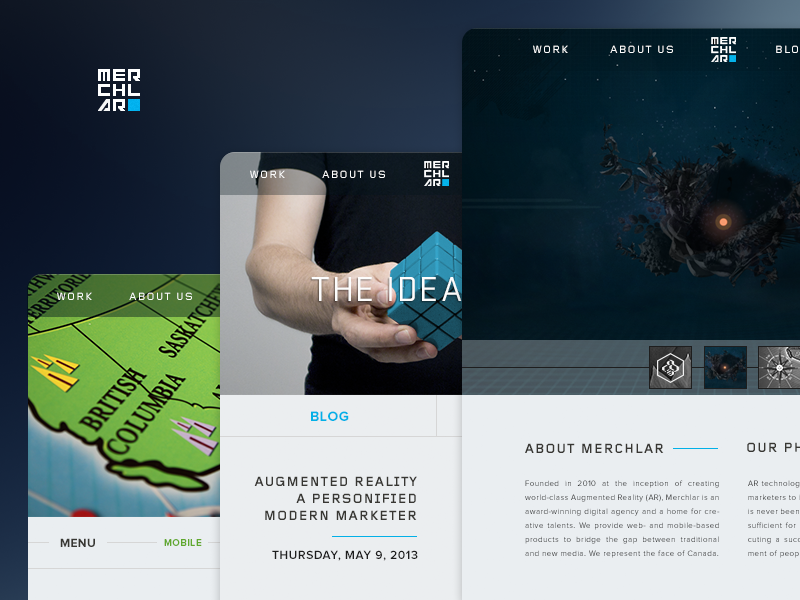 MER
CHL
AR
WORK
ABOUT US
TERRITORIES
SASKATCHE
BRITISH
COLUMBIA
MENU
MOBILE
WORK
ABOUT US
MER
CHL
AR
THE IDEA
BLOG
AUGMENTED REALITY
A PERSONIFIED
MODERN MARKETER
THURSDAY, MAY 9, 2013
WORK
ABOUT US
MER
CHL
AR
BLO
ABOUT MERCHLAR
Founded in 2010 at the inception of creating
world-class Augmented Reality (AR), Merchlar is an
award-winning digital agency and a home for cre-
ative talents. We provide web- and mobile-based
products to bridge the gap between traditional
and new media. We represent the face of Canada.
OUR PH
AR technolog
marketers to
is never been
sufficient for
cuting a succ
ment of peop